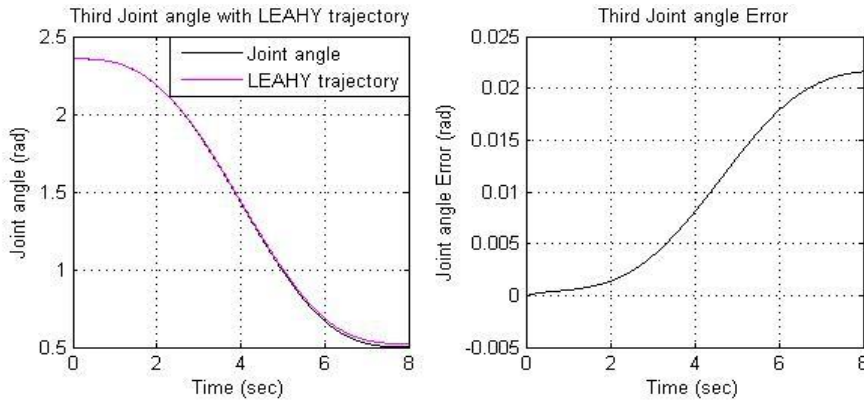 Third Joint angle with LEAHY trajectory
2.5
2
1.5
1
0.5
Joint angle (rad)
Joint angle
LEAHY trajectory
0
2
4
6
8
Time (sec)
Third Joint angle Error
0.025
0.02
0.015
0.01
0.005
0
-0.005
Joint angle Error (rad)
0
2
4
6
8
Time (sec)